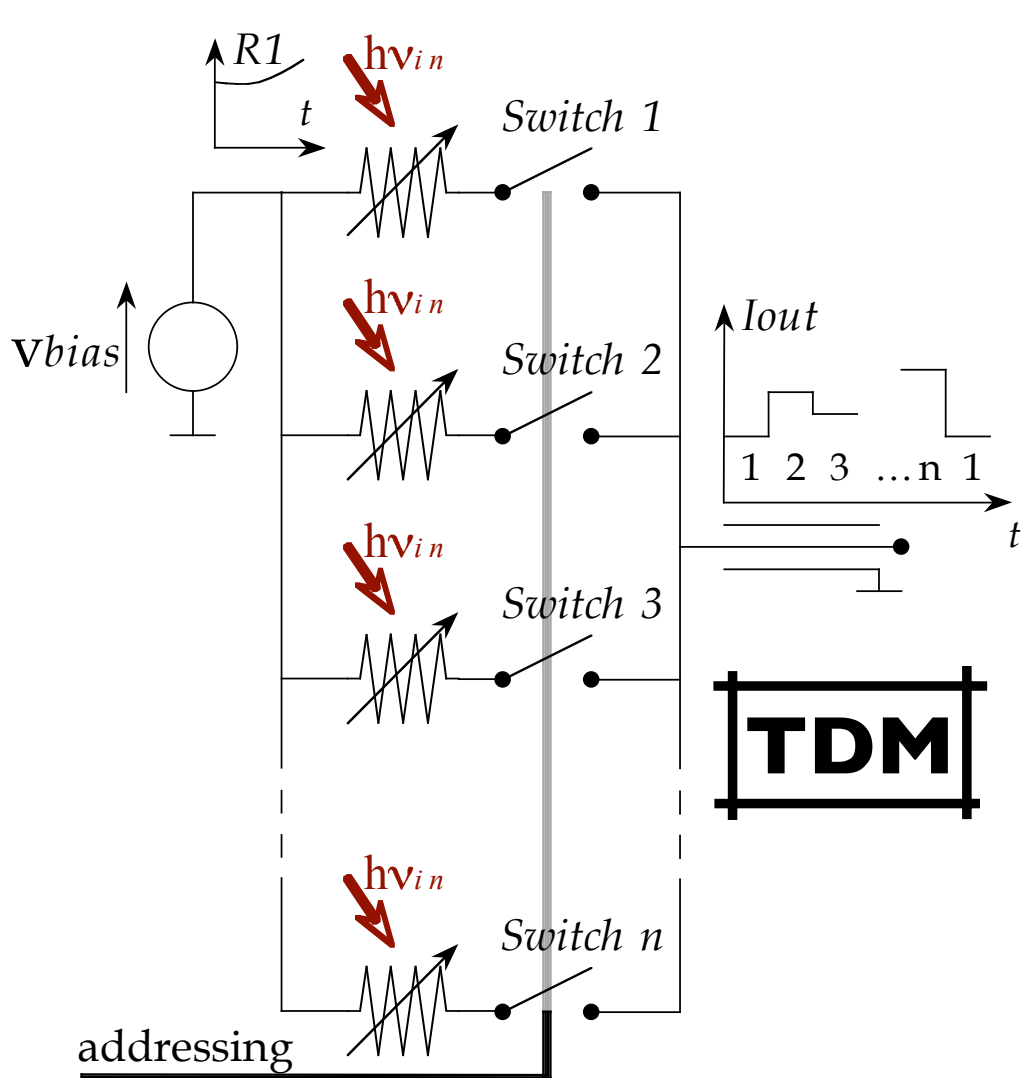 R1
hνin
t
Switch 1
hνin
Iout
Vbias
Switch 2
1 2 3 ...n 1
hνin
t
Switch 3
TDM
hνin
Switch n
addressing